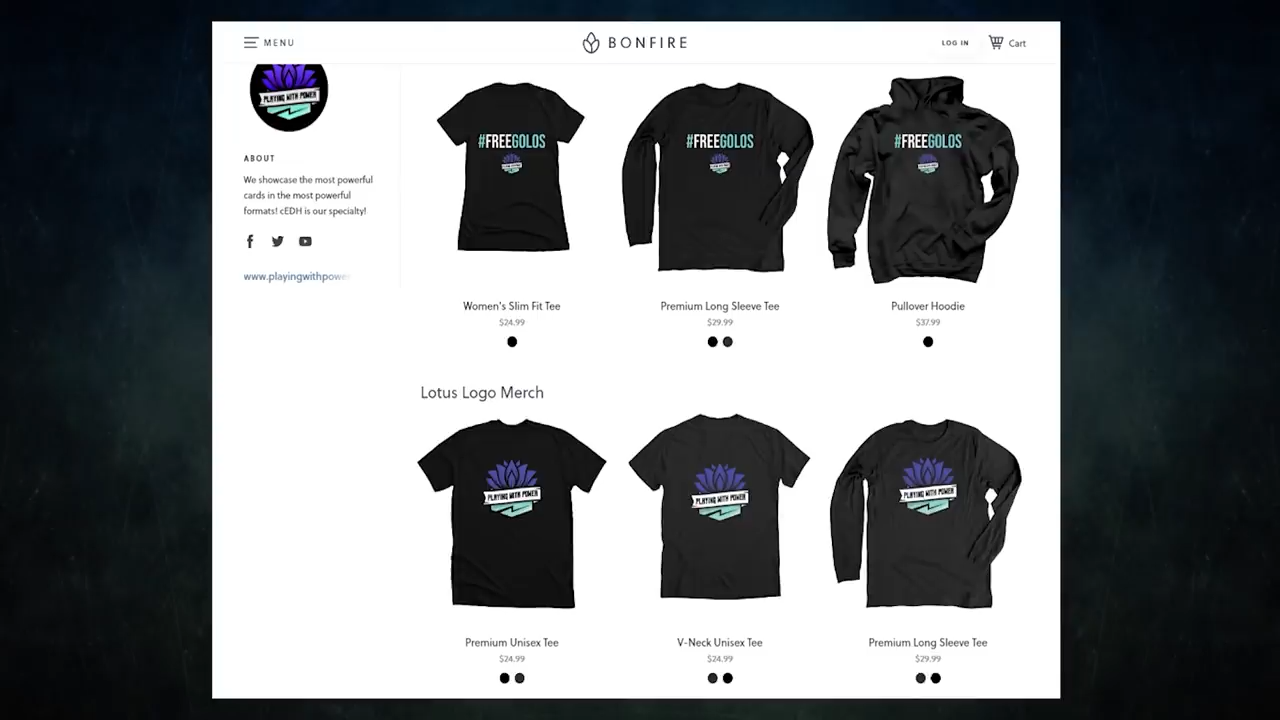 MENU
BONFIRE
LOG IN
Cart
PLAYING WITH POWER
ABOUT
We showcase the most powerful
cards in the most powerful
formats! cEDH is our specialty!
www.playingwithpower
#FREEGOLOS
#FREEGOLOS
#FREEGOLOS
Women's Slim Fit Tee
$24.99
Premium Long Sleeve Tee
$29.99
Pullover Hoodie
$37.99
Lotus Logo Merch
PLAYING WITH POWER
PLAYING WITH POWER
PLAYING WITH POWER
Premium Unisex Tee
$24.99
V-Neck Unisex Tee
$24.99
Premium Long Sleeve Tee
$29.99